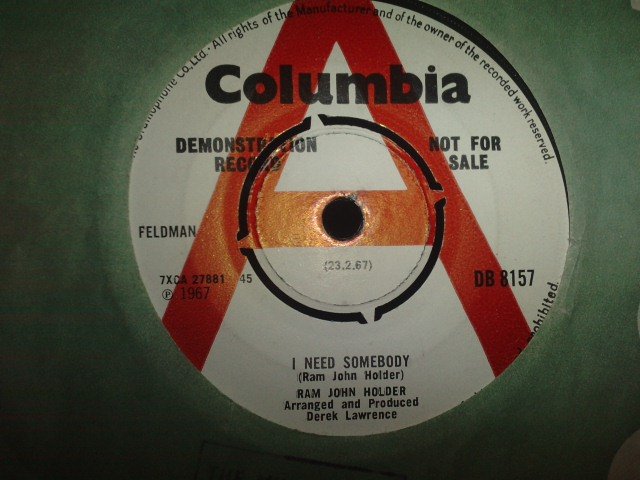 Gramophone Co., Ltd. · All rights of the Manufacturer and of the owner of the recorded work reserved.
Columbia
DEMONSTRATION
RECORD
NOT FOR
SALE
FELDMAN
7XCA 27881 45
℗ 1967
(23.2.67)
DB 8157
prohibited.
I NEED SOMEBODY
(Ram John Holder)
RAM JOHN HOLDER
Arranged and Produced
Derek Lawrence